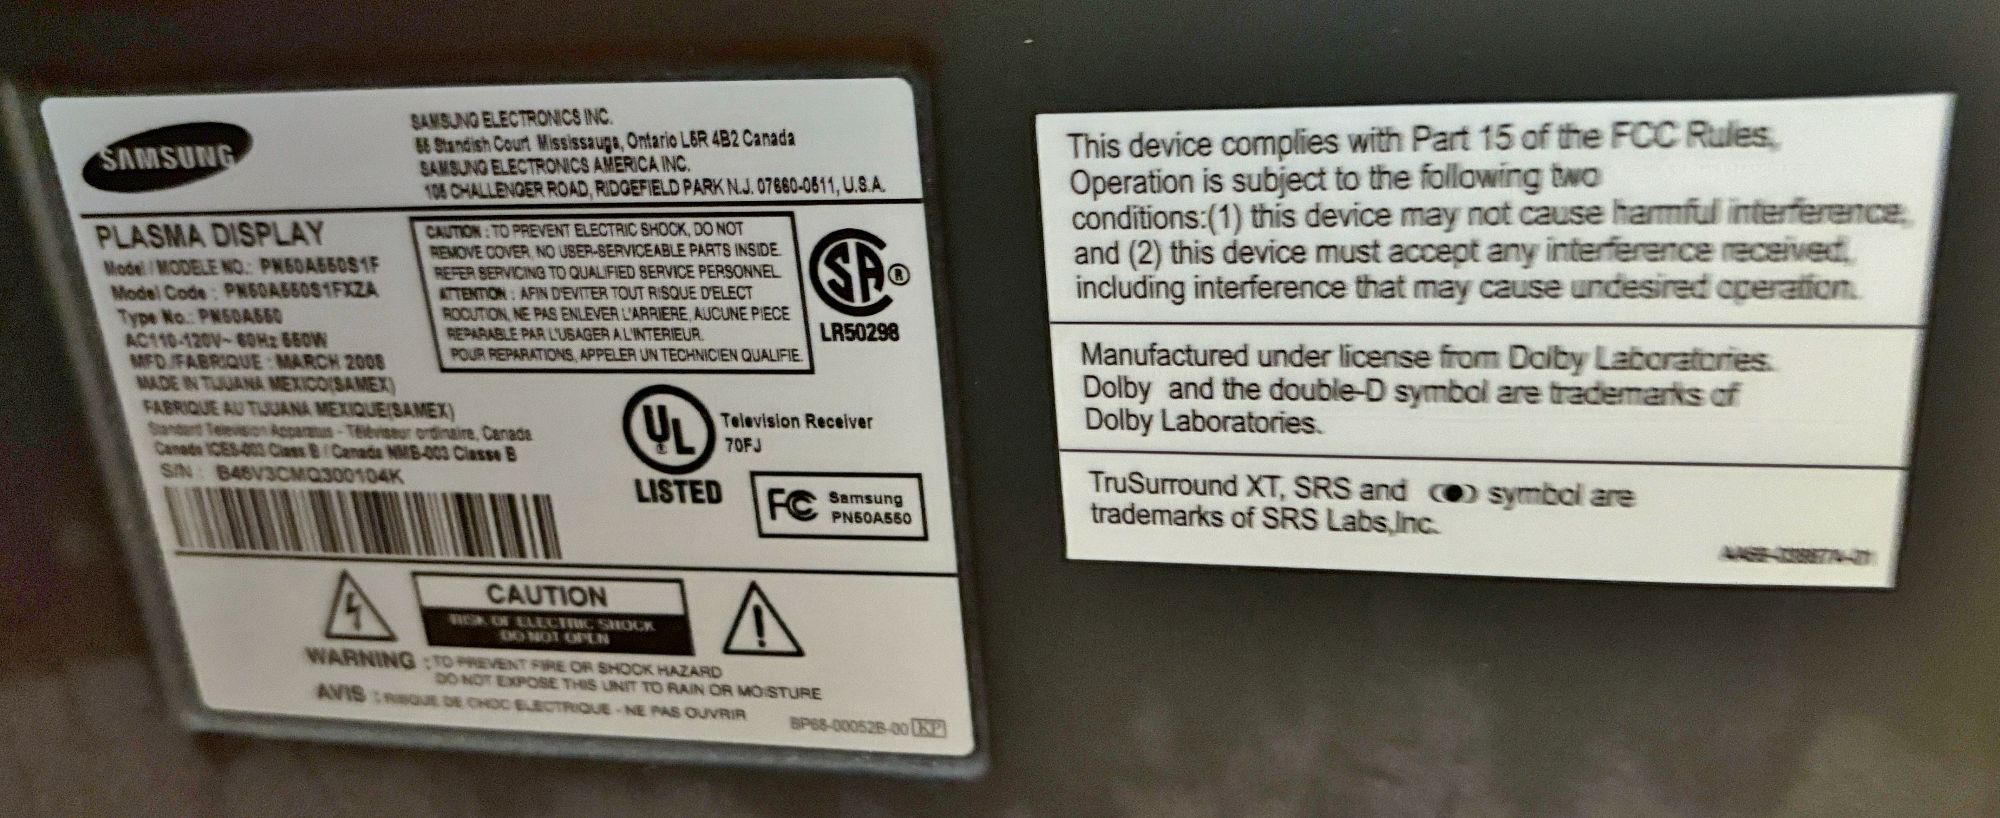 SAMSUNG
SAMSUNG ELECTRONICS INC.
55 Standish Court Mississauga, Ontario L5R 4B2 Canada
SAMSUNG ELECTRONICS AMERICA INC.
105 CHALLENGER ROAD, RIDGEFIELD PARK N.J. 07660-0511, U.S.A.
PLASMA DISPLAY
Model / MODELE NO.: PN50A550S1F
Model Code : PN50A550S1FXZA
Type No.: PN50A550
AC110-120V~ 60Hz 550W
MFD./FABRIQUE : MARCH 2008
MADE IN TIJUANA MEXICO(SAMEX)
FABRIQUE AU TIJUANA MEXIQUE(SAMEX)
Standart Television Apparatus - Téléviseur ordinaire, Canada
Canada ICES-003 Class B / Canada NMB-003 Classe B
S/N : B46V3CMQ300104K
CAUTION : TO PREVENT ELECTRIC SHOCK, DO NOT
REMOVE COVER, NO USER-SERVICEABLE PARTS INSIDE.
REFER SERVICING TO QUALIFIED SERVICE PERSONNEL.
ATTENTION : AFIN D'EVITER TOUT RISQUE D'ELECT
ROCUTION, NE PAS ENLEVER L'ARRIERE, AUCUNE PIECE
REPARABLE PAR L'USAGER A L'INTERIEUR.
POUR REPARATIONS, APPELER UN TECHNICIEN QUALIFIE.
SA ®
LR50298
UL ®
LISTED
Television Receiver
70FJ
FC Samsung
PN50A550
CAUTION
RISK OF ELECTRIC SHOCK
DO NOT OPEN
WARNING : TO PREVENT FIRE OR SHOCK HAZARD
DO NOT EXPOSE THIS UNIT TO RAIN OR MOISTURE
AVIS : RISQUE DE CHOC ELECTRIQUE - NE PAS OUVRIR
BP68-00052B-00 KP
This device complies with Part 15 of the FCC Rules,
Operation is subject to the following two
conditions:(1) this device may not cause harmful interference,
and (2) this device must accept any interference received,
including interference that may cause undesired operation.
Manufactured under license from Dolby Laboratories.
Dolby and the double-D symbol are trademarks of
Dolby Laboratories.
TruSurround XT, SRS and symbol are
trademarks of SRS Labs,Inc.